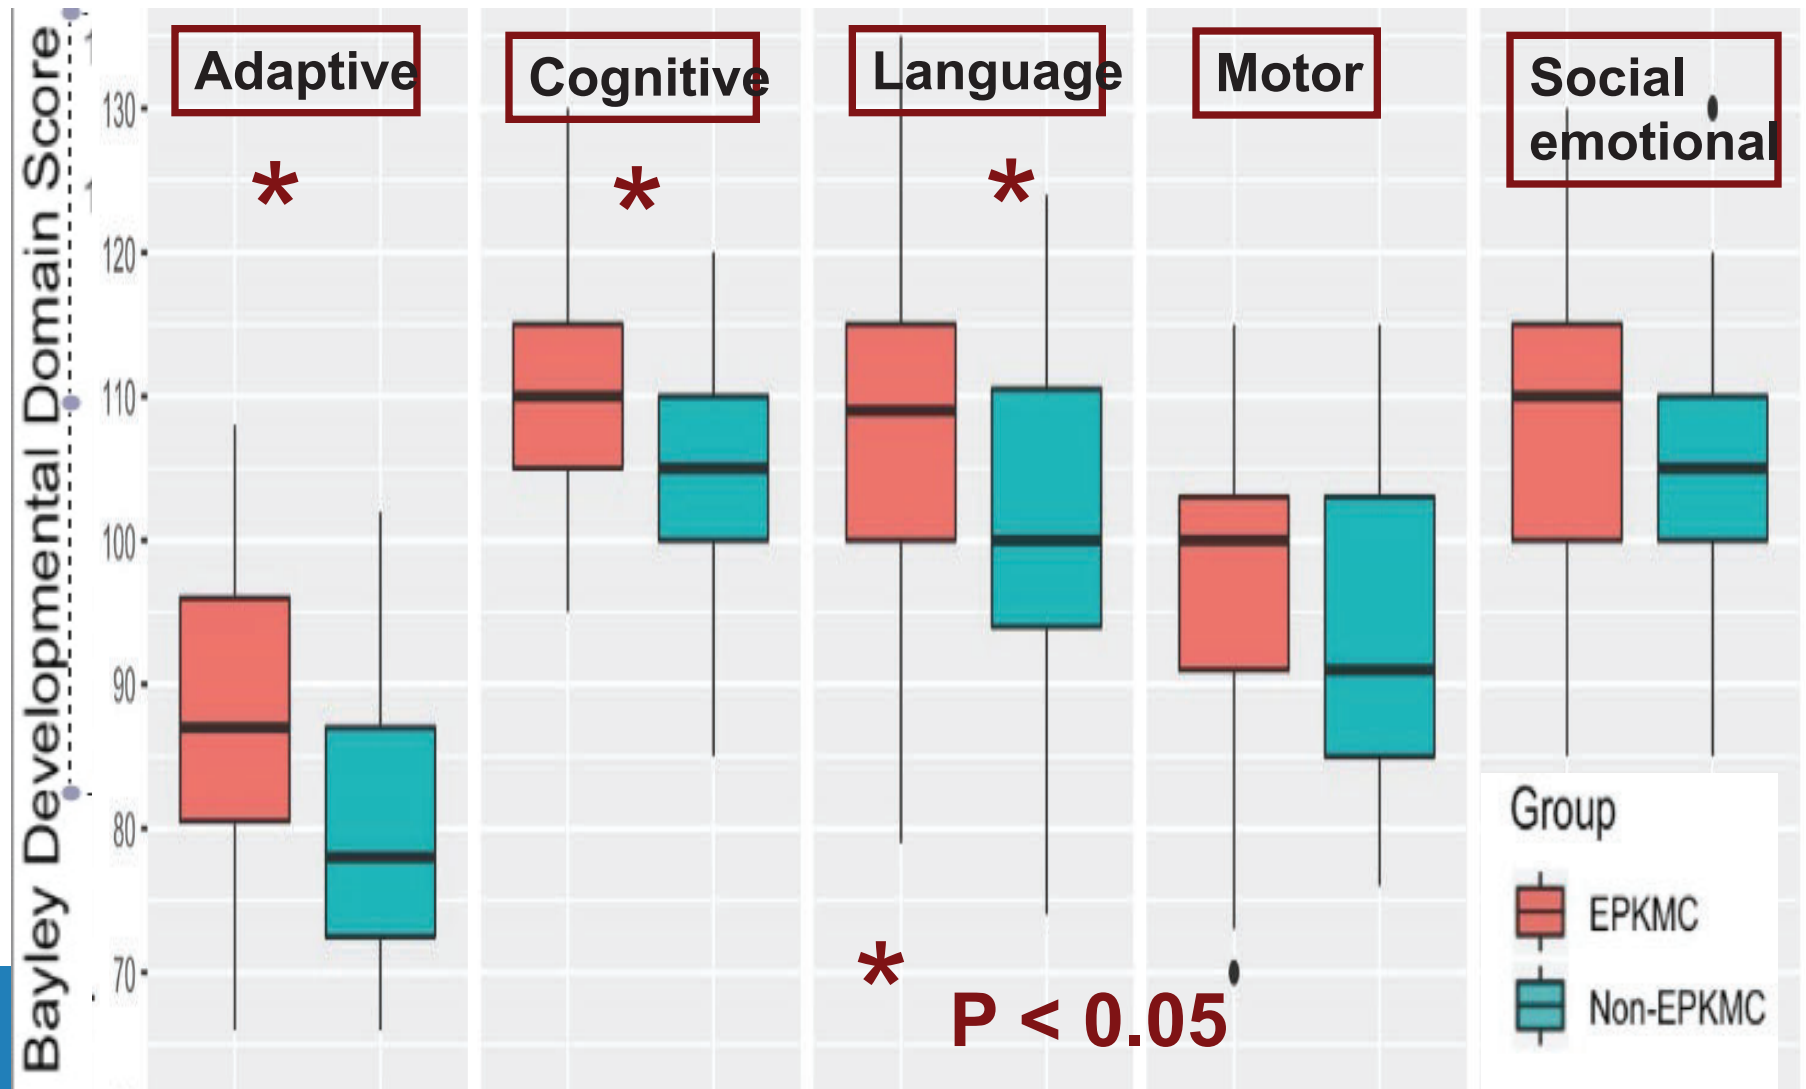 Bayley Developmental Domain Score
Adaptive
Cognitive
Language
Motor
Social
emotional
*
*
*
130
120
110
100
90
80
70
*
P < 0.05
Group
EPKMC
Non-EPKMC